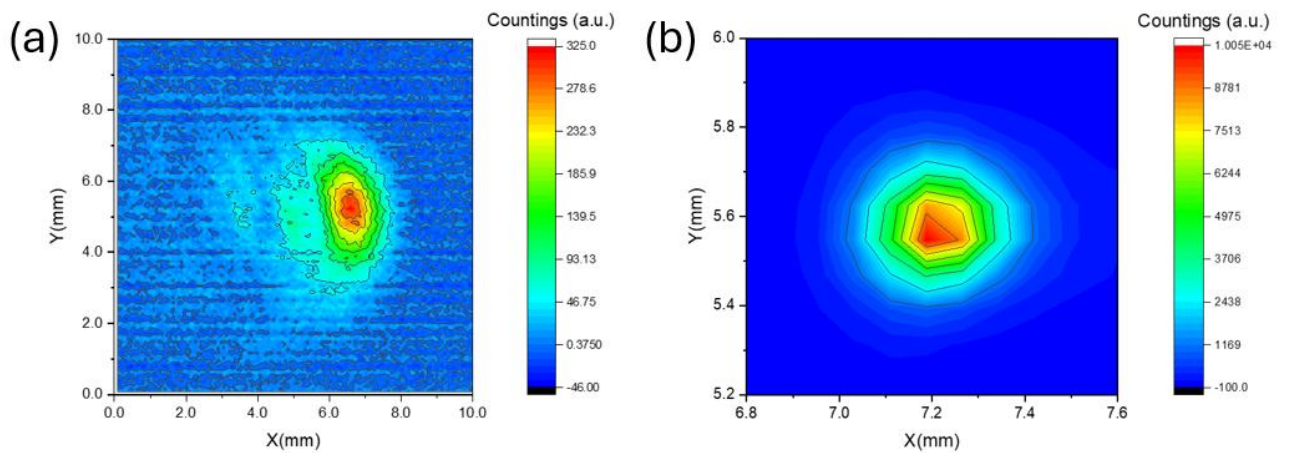 (a)
Countings (a.u.)
10.0
8.0
6.0
4.0
2.0
0.0
Y(mm)
0.0 2.0 4.0 6.0 8.0 10.0
X(mm)
325.0
278.6
232.3
185.9
139.5
93.13
46.75
0.3750
-46.00
(b)
Countings (a.u.)
6.0
5.8
5.6
5.4
5.2
Y(mm)
6.8 7.0 7.2 7.4 7.6
X(mm)
1.005E+04
8781
7513
6244
4975
3706
2438
1169
-100.0